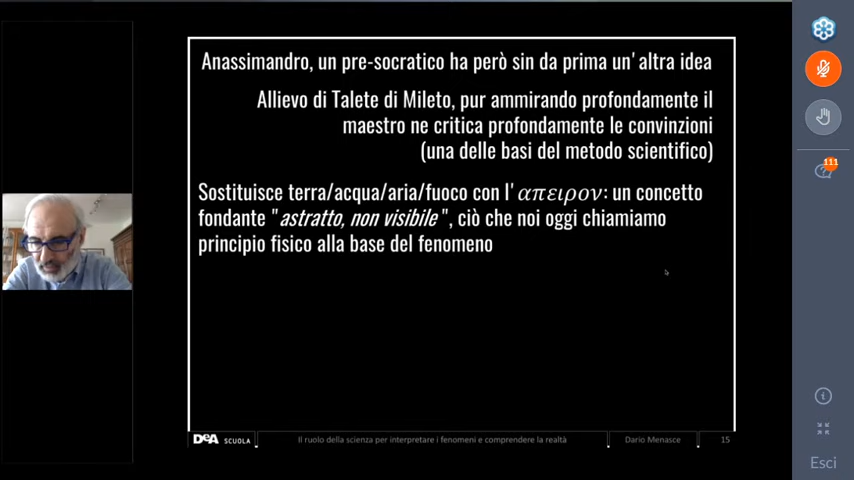 Anassimandro, un pre-socratico ha però sin da prima un'altra idea
Allievo di Talete di Mileto, pur ammirando profondamente il
maestro ne critica profondamente le convinzioni
(una delle basi del metodo scientifico)
Sostituisce terra/acqua/aria/fuoco con l'απειρον: un concetto
fondante "astratto, non visibile", ciò che noi oggi chiamiamo
principio fisico alla base del fenomeno
DeA SCUOLA
Il ruolo della scienza per interpretare i fenomeni e comprendere la realtà
Dario Menasce
15
111
Esci